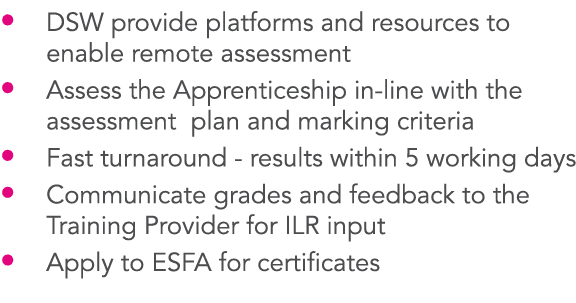 • DSW provide platforms and resources to
enable remote assessment
• Assess the Apprenticeship in-line with the
assessment  plan and marking criteria
• Fast turnaround - results within 5 working days
• Communicate grades and feedback to the
Training Provider for ILR input
• Apply to ESFA for certificates